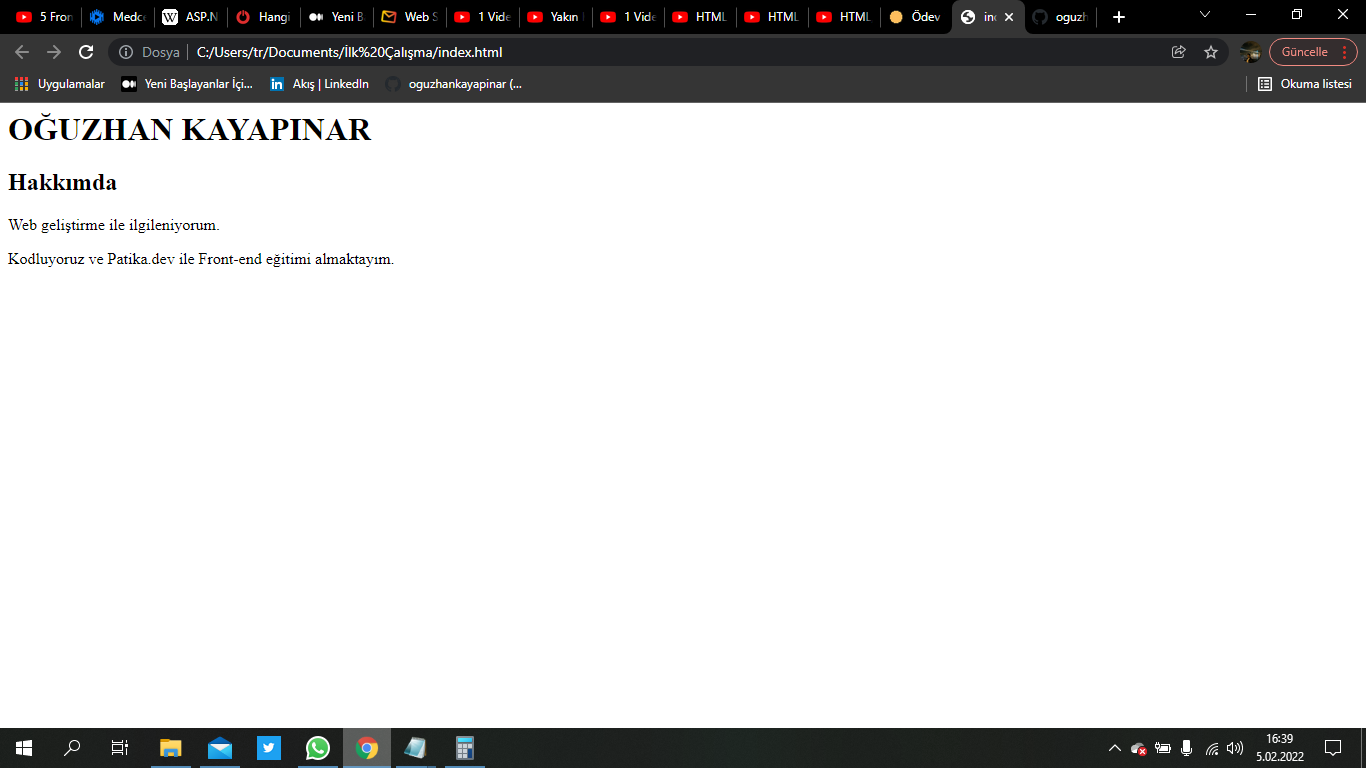 5 Fron
Medce
ASP.N
Hangi
Yeni B
Web S
1 Vide
Yakın
1 Vide
HTML
HTML
HTML
Ödev
inc
oguzh
Dosya C:/Users/tr/Documents/İlk%20Çalışma/index.html
Güncelle
Uygulamalar
Yeni Başlayanlar İçi...
Akış | LinkedIn
oguzhankayapinar (...
Okuma listesi
OĞUZHAN KAYAPINAR
Hakkımda
Web geliştirme ile ilgileniyorum.
Kodluyoruz ve Patika.dev ile Front-end eğitimi almaktayım.
16:39
5.02.2022